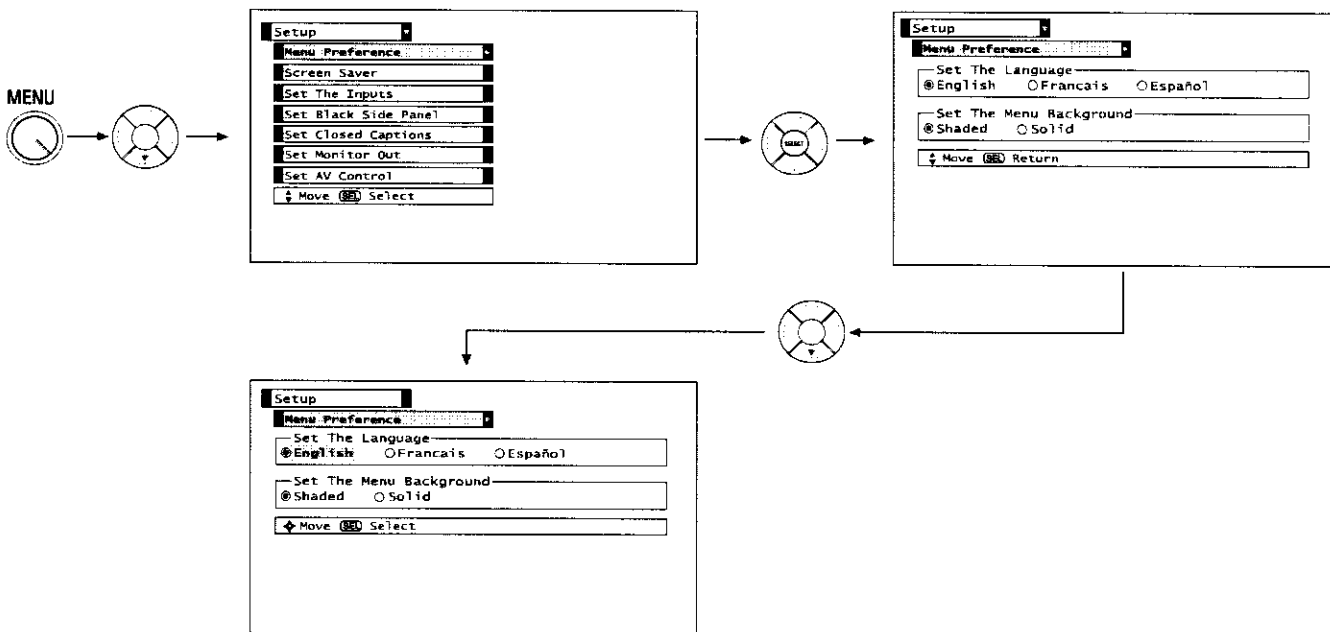 MENU
Setup
Menu Preference
Screen Saver
Set The Inputs
Set Black Side Panel
Set Closed Captions
Set Monitor Out
Set AV Control
Move SEL Select
SELECT
Setup
Menu Preference
Set The Language
English Francais Español
Set The Menu Background
Shaded Solid
Move SEL Return
Setup
Menu Preference
Set The Language
English Francais Español
Set The Menu Background
Shaded Solid
Move SEL Select